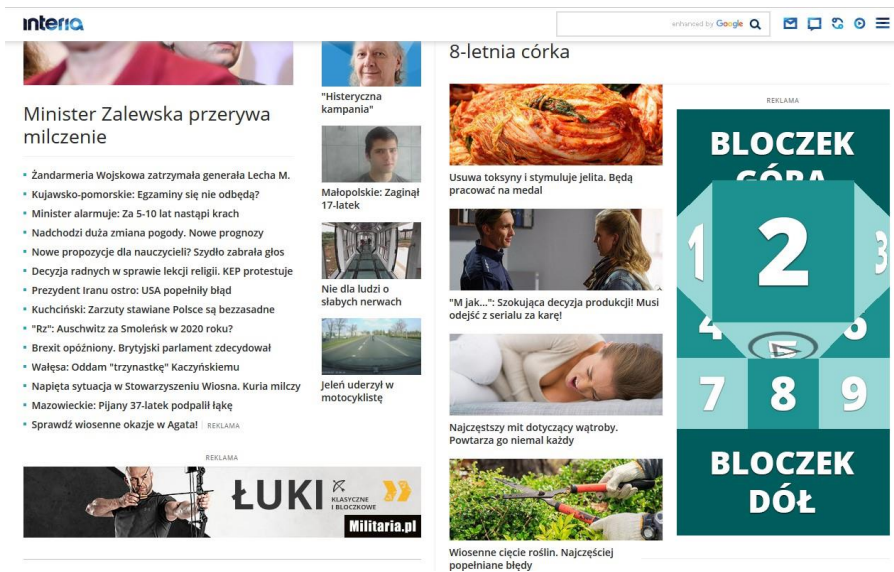 interia
enhanced by Google
Minister Zalewska przerywa
milczenie
Żandarmeria Wojskowa zatrzymała generała Lecha M.
Kujawsko-pomorskie: Egzaminy się nie odbędą?
Minister alarmuje: Za 5-10 lat nastąpi krach
Nadchodzi duża zmiana pogody. Nowe prognozy
Nowe propozycje dla nauczycieli? Szydło zabrała głos
Decyzja radnych w sprawie lekcji religii. KEP protestuje
Prezydent Iranu ostro: USA popełniły błąd
Kuchciński: Zarzuty stawiane Polsce są bezzasadne
"Rz": Auschwitz za Smoleńsk w 2020 roku?
Brexit opóźniony. Brytyjski parlament zdecydował
Wałęsa: Oddam "trzynastkę" Kaczyńskiemu
Napięta sytuacja w Stowarzyszeniu Wiosna. Kuria milczy
Mazowieckie: Pijany 37-latek podpalił łąkę
Sprawdź wiosenne okazje w Agata! REKLAMA
"Histeryczna
kampania"
Małopolskie: Zaginął
17-latek
Nie dla ludzi o
słabych nerwach
Jeleń uderzył w
motocyklistę
REKLAMA
ŁUKI
KLASYCZNE
I BLOCZKOWE
Militaria.pl
8-letnia córka
Usuwa toksyny i stymuluje jelita. Będą
pracować na medal
"M jak...": Szokująca decyzja produkcji! Musi
odejść z serialu za karę!
Najczęstszy mit dotyczący wątroby.
Powtarza go niemal każdy
Wiosenne cięcie roślin. Najczęściej
popełniane błędy
REKLAMA
BLOCZEK
GÓRA
1 2 3
4 5 6
7 8 9
BLOCZEK
DÓŁ